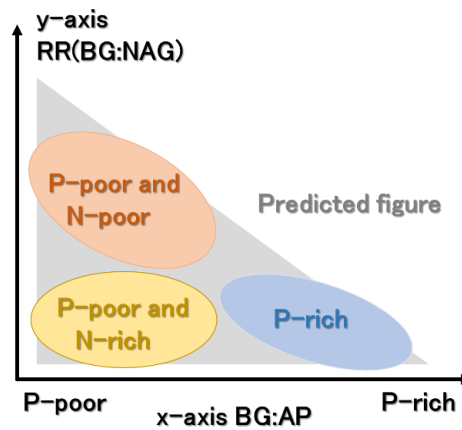 y-axis
RR(BG:NAG)
P-poor and
N-poor
Predicted figure
P-poor and
N-rich
P-rich
P-poor
x-axis BG:AP
P-rich